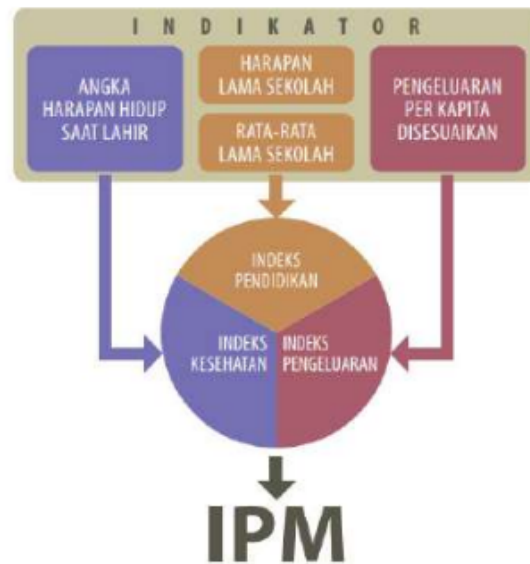 INDIKATOR
ANGKA
HARAPAN HIDUP
SAAT LAHIR
HARAPAN
LAMA SEKOLAH
RATA-RATA
LAMA SEKOLAH
PENGELUARAN
PER KAPITA
DISESUAIKAN
INDEKS
PENDIDIKAN
INDEKS
KESEHATAN
INDEKS
PENGELUARAN
IPM